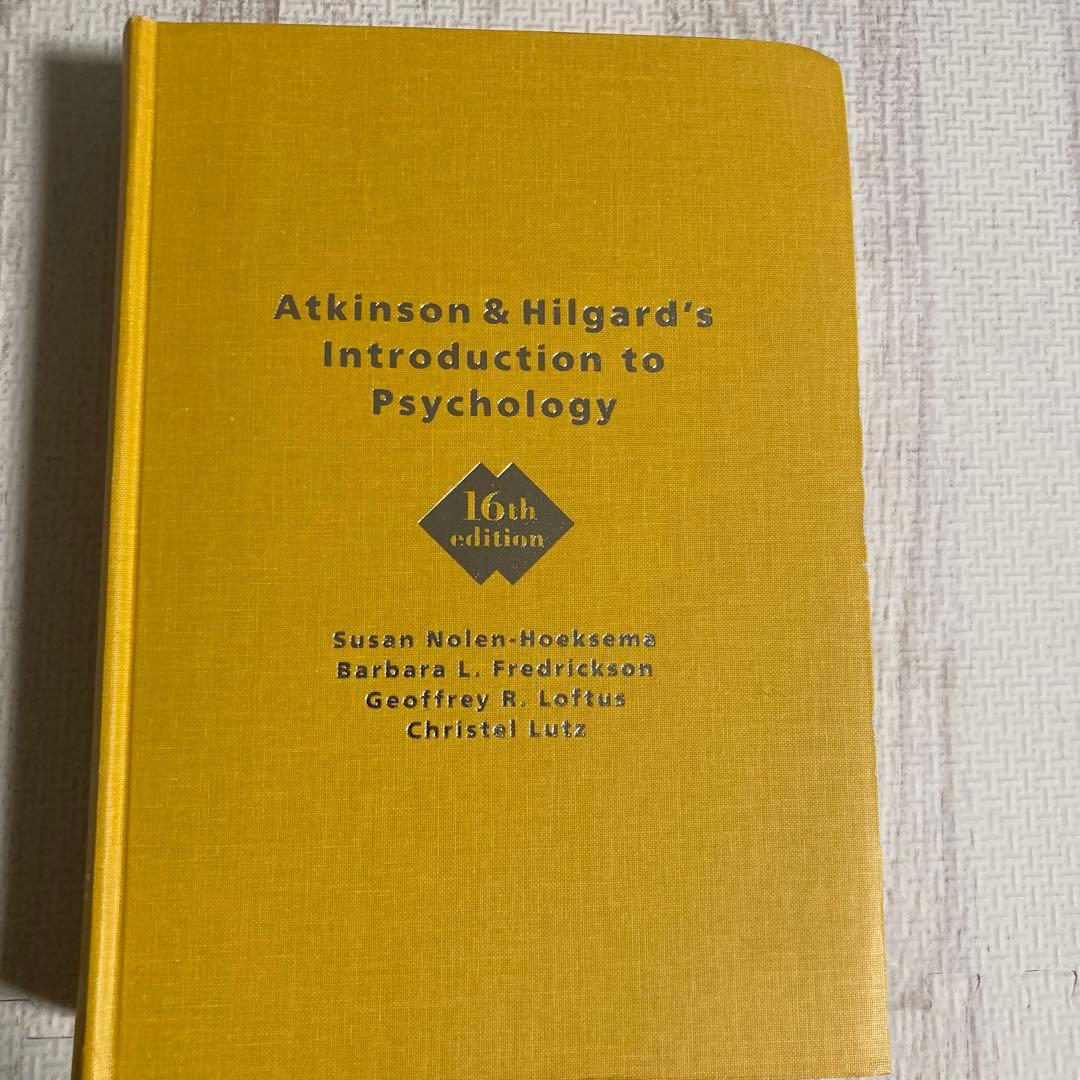 Atkinson & Hilgard's
Introduction to
Psychology
16th
edition
Susan Nolen-Hoeksema
Barbara L. Fredrickson
Geoffrey R. Loftus
Christel Lutz